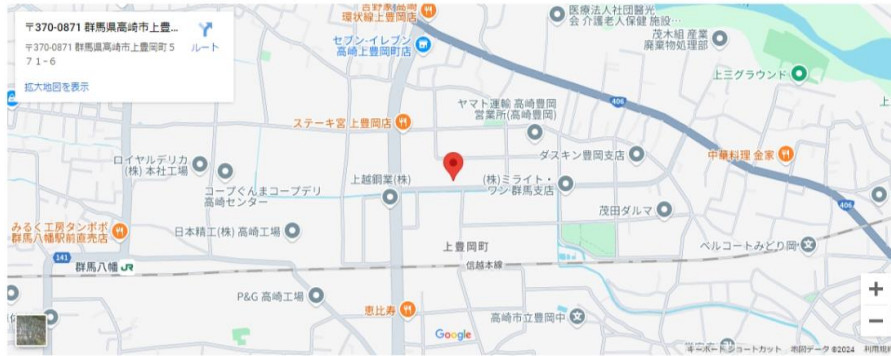 〒370-0871 群馬県高崎市上豊...
〒370-0871 群馬県高崎市上豊岡町5
71-6
ルート
拡大地図を表示
吉野家 高崎
環状線上豊岡店
医療法人社団醫光
会 介護老人保健 施設...
セブン-イレブン
高崎上豊岡町店
茂木組 産業
廃棄物処理部
上三グラウンド
406
ヤマト運輸 高崎豊岡
営業所(高崎豊岡)
ステーキ宮 上豊岡店
ダスキン豊岡支店
中華料理 金家
ロイヤルデリカ
(株) 本社工場
上越鋼業(株)
(株)ミライト・
ワン 群馬支店
コープぐんまコープデリ
高崎センター
茂田ダルマ
406
みるく工房タンポポ
群馬八幡駅前直売店
日本精工(株) 高崎工場
上豊岡町
ベルコートみどり岡
141
信越本線
群馬八幡 JR
P&G 高崎工場
恵比寿
高崎市立豊岡中
Google
キーボード ショートカット
地図データ ©2024
利用規